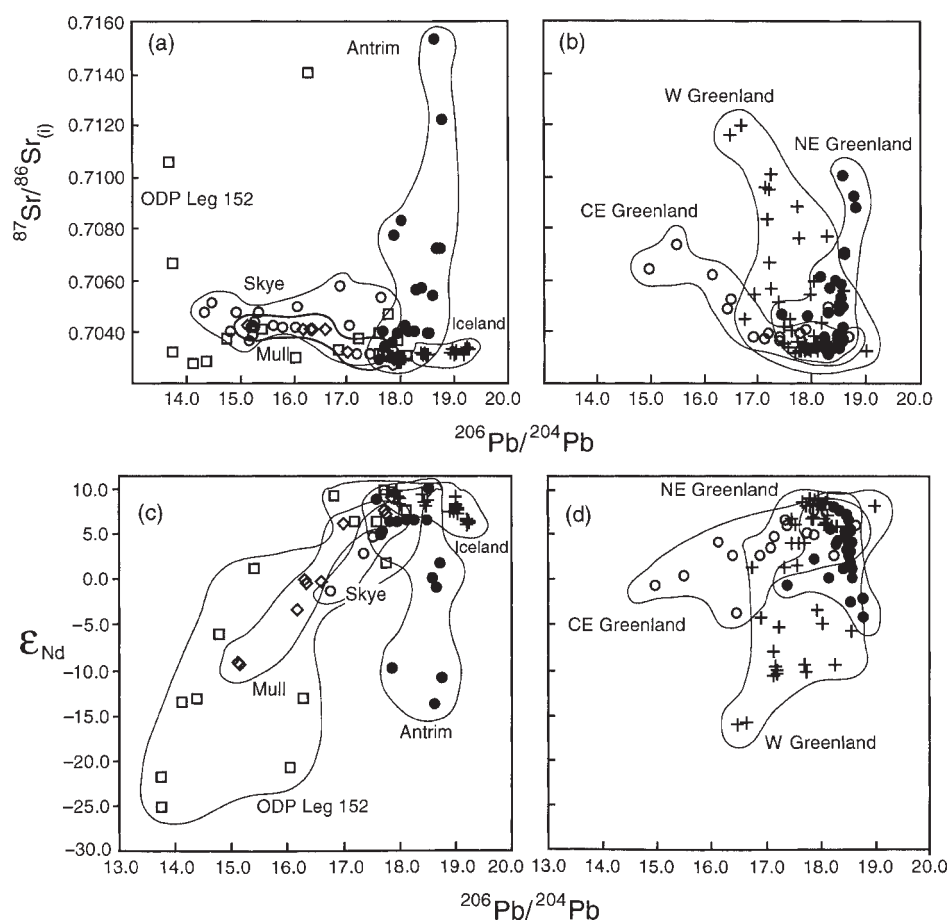 (a)
Antrim
ODP Leg 152
Skye
Mull
Iceland
0.7160
0.7140
0.7120
0.7100
0.7080
0.7060
0.7040
87Sr/86Sr(i)
14.0 15.0 16.0 17.0 18.0 19.0 20.0
(b)
W Greenland
NE Greenland
CE Greenland
14.0 15.0 16.0 17.0 18.0 19.0 20.0
206Pb/204Pb
(c)
Iceland
Skye
Mull
Antrim
ODP Leg 152
10.0
5.0
0.0
−5.0
−10.0
−15.0
−20.0
−25.0
−30.0
εNd
13.0 14.0 15.0 16.0 17.0 18.0 19.0 20.0
NE Greenland
(d)
CE Greenland
W Greenland
13.0 14.0 15.0 16.0 17.0 18.0 19.0 20.0
206Pb/204Pb